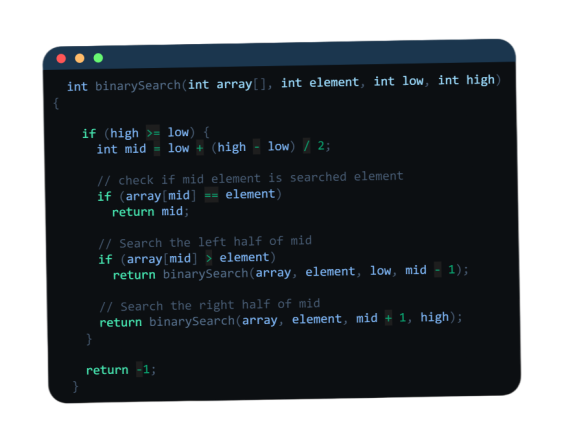 int binarySearch(int array[], int element, int low, int high)
{
if (high >= low) {
int mid = low + (high - low) / 2;
// check if mid element is searched element
if (array[mid] == element)
return mid;
// Search the left half of mid
if (array[mid] > element)
return binarySearch(array, element, low, mid - 1);
// Search the right half of mid
return binarySearch(array, element, mid + 1, high);
}
return -1;
}